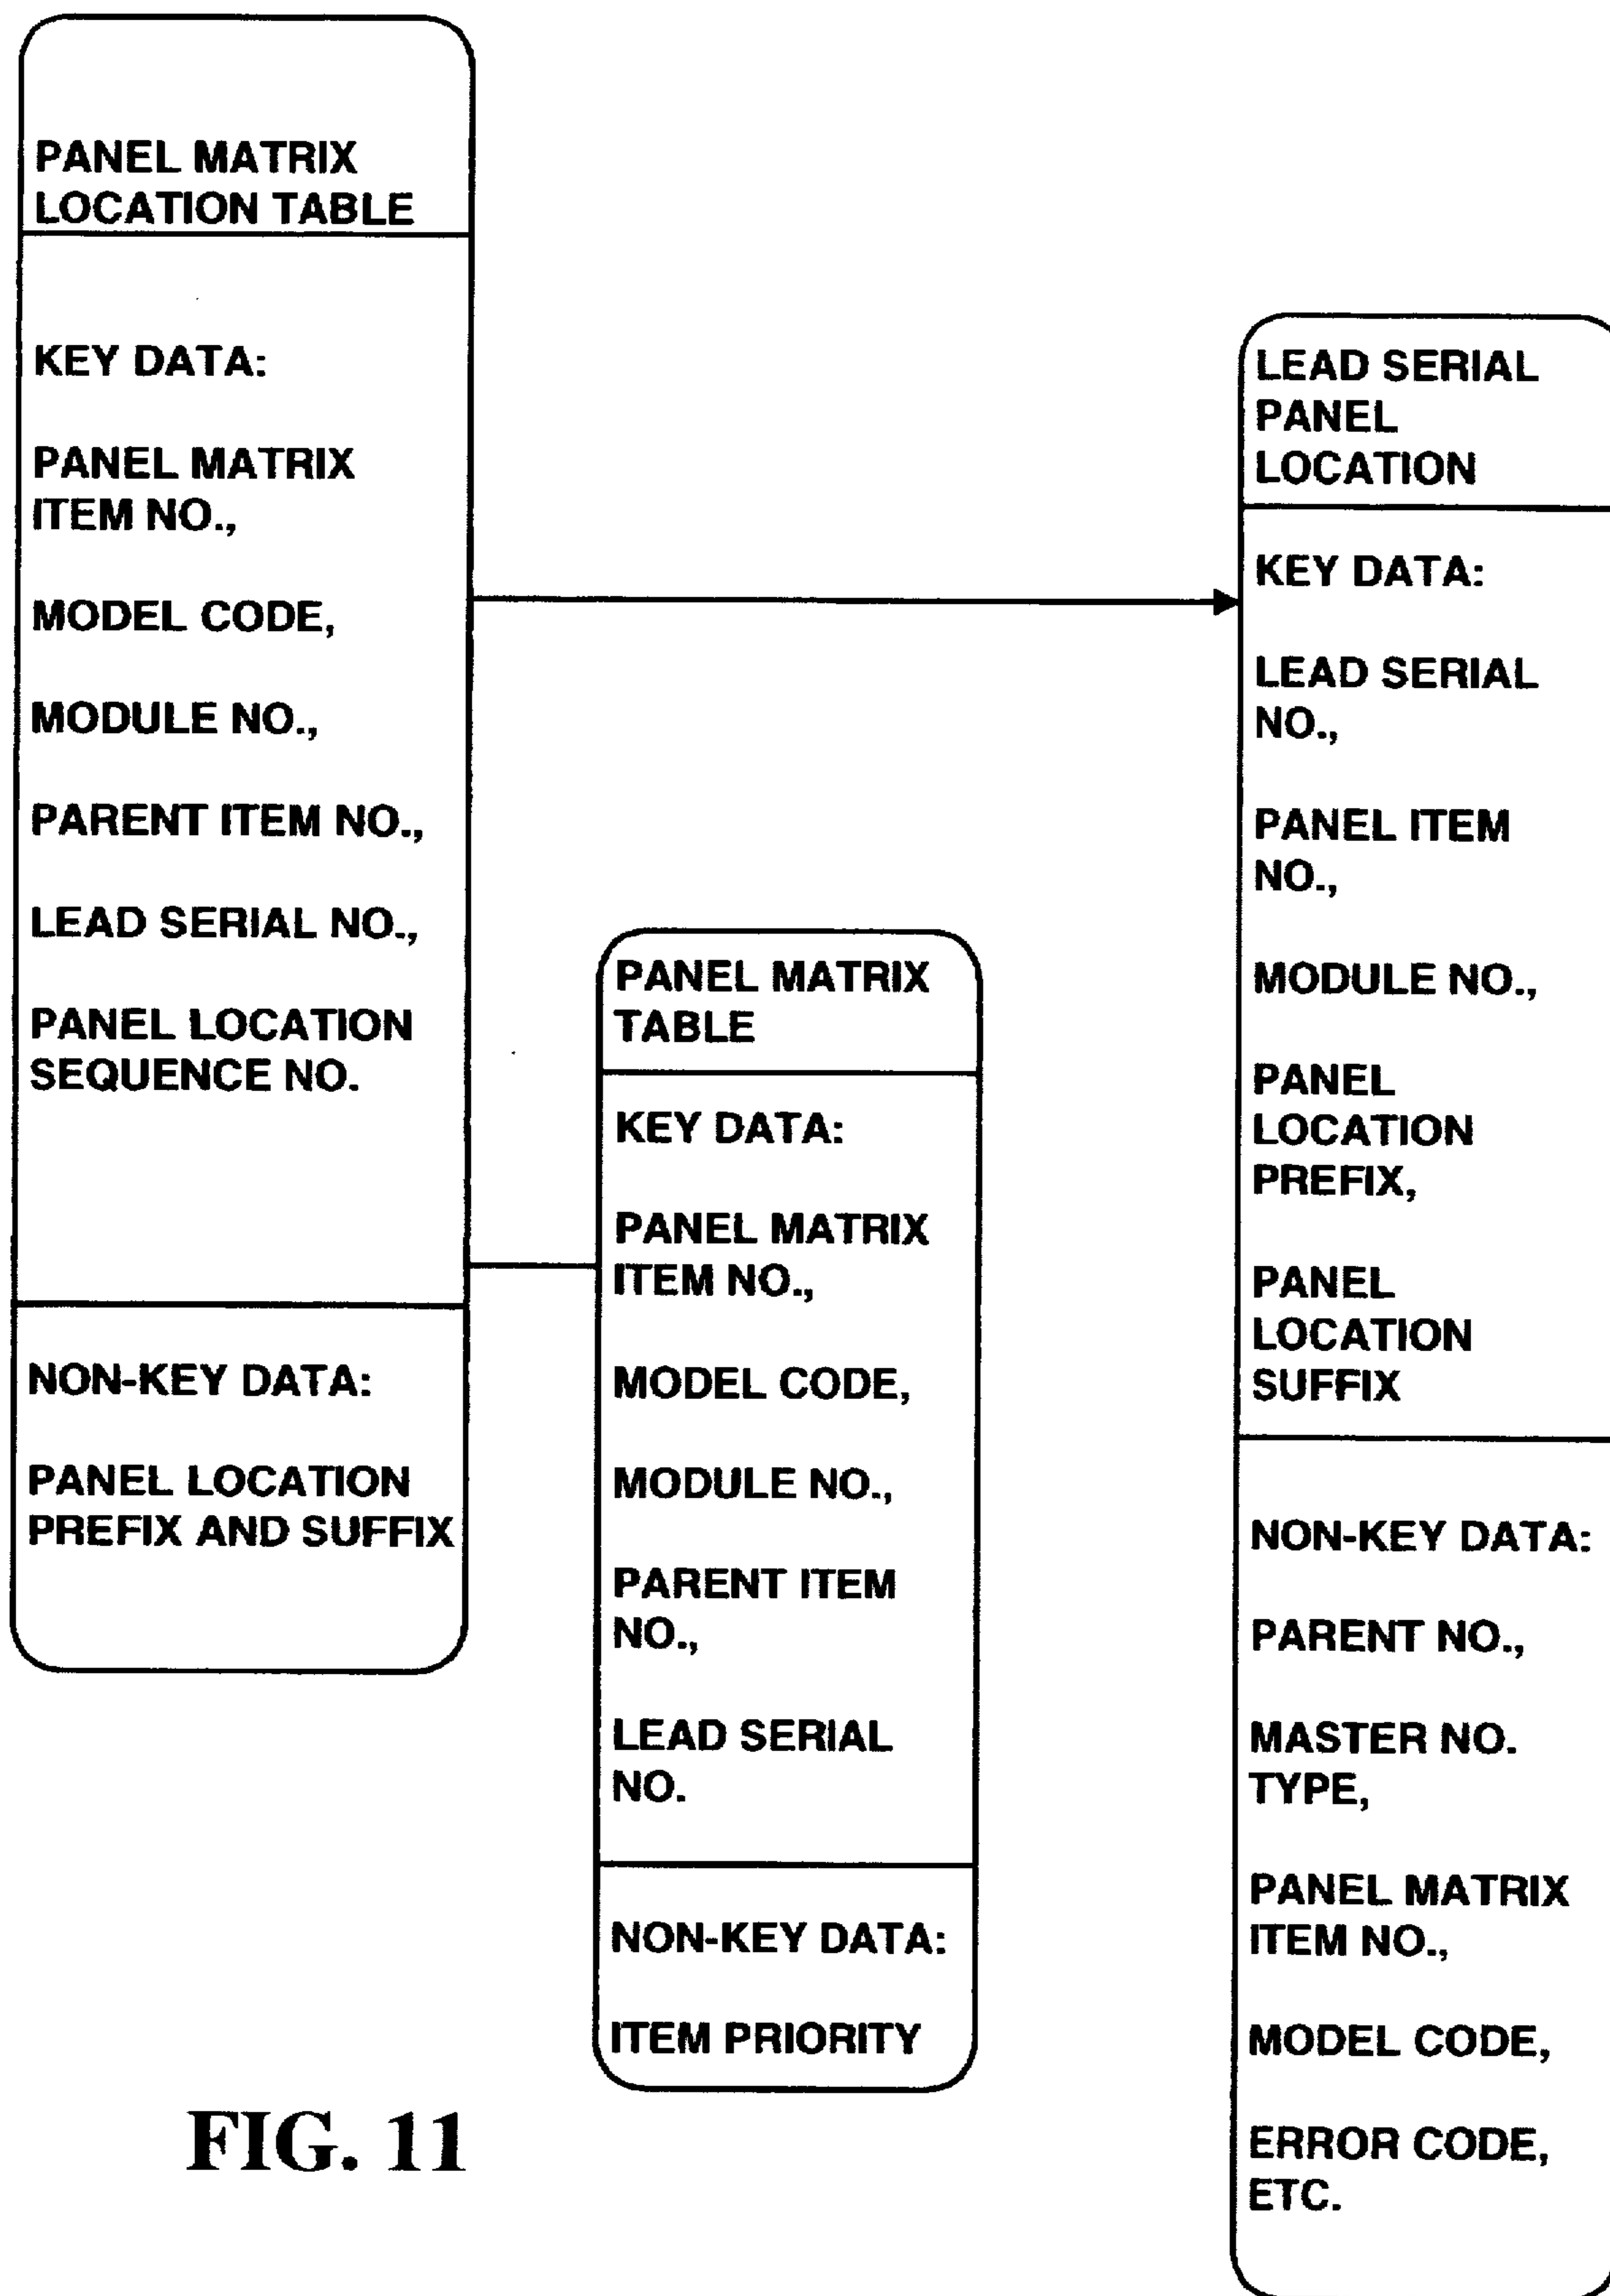 PANEL MATRIX
LOCATION TABLE
KEY DATA:
PANEL MATRIX
ITEM NO.,
MODEL CODE,
MODULE NO.,
PARENT ITEM NO.,
LEAD SERIAL NO.,
PANEL LOCATION
SEQUENCE NO.
NON-KEY DATA:
PANEL LOCATION
PREFIX AND SUFFIX
PANEL MATRIX
TABLE
KEY DATA:
PANEL MATRIX
ITEM NO.,
MODEL CODE,
MODULE NO.,
PARENT ITEM
NO.,
LEAD SERIAL
NO.
NON-KEY DATA:
ITEM PRIORITY
LEAD SERIAL
PANEL
LOCATION
KEY DATA:
LEAD SERIAL
NO.,
PANEL ITEM
NO.,
MODULE NO.,
PANEL
LOCATION
PREFIX,
PANEL
LOCATION
SUFFIX
NON-KEY DATA:
PARENT NO.,
MASTER NO.
TYPE,
PANEL MATRIX
ITEM NO.,
MODEL CODE,
ERROR CODE,
ETC.
FIG. 11